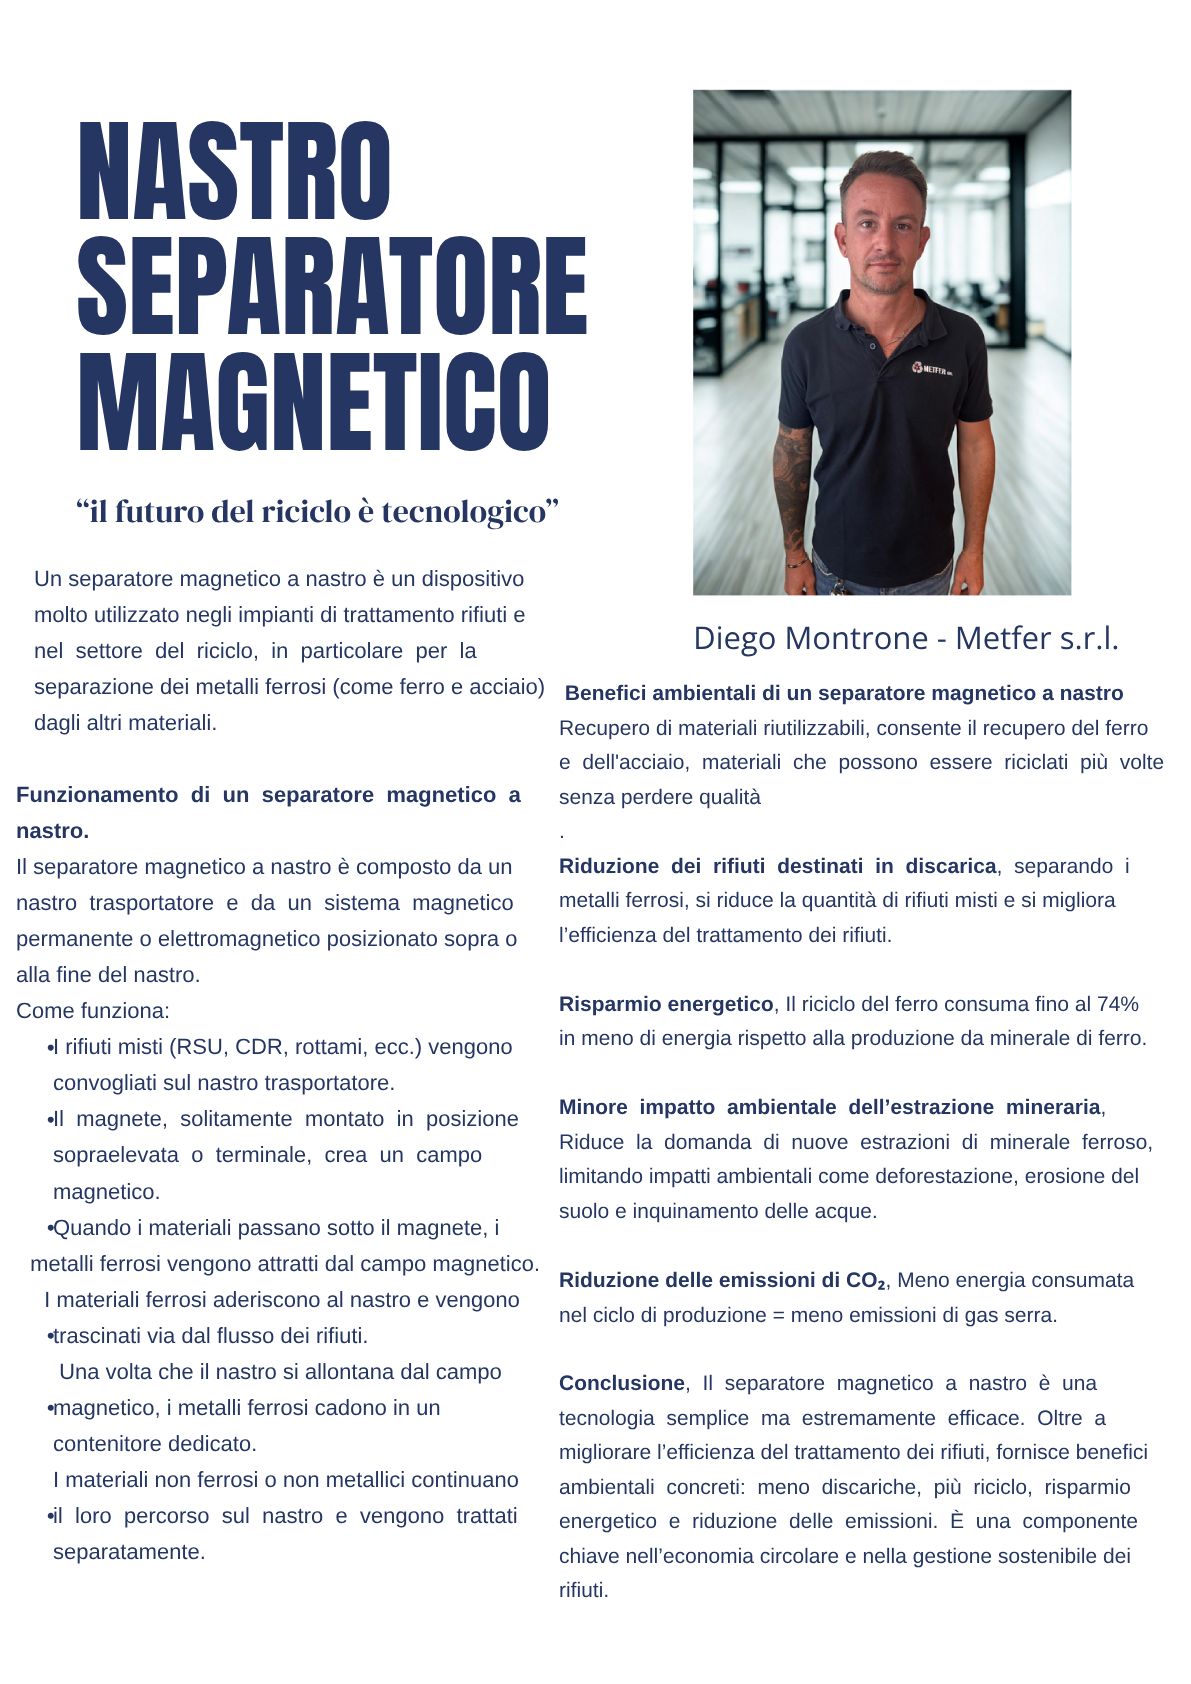 NASTRO
SEPARATORE
MAGNETICO
“il futuro del riciclo è tecnologico”
Un separatore magnetico a nastro è un dispositivo
molto utilizzato negli impianti di trattamento rifiuti e
nel settore del riciclo, in particolare per la
separazione dei metalli ferrosi (come ferro e acciaio)
dagli altri materiali.
Funzionamento di un separatore magnetico a
nastro.
Il separatore magnetico a nastro è composto da un
nastro trasportatore e da un sistema magnetico
permanente o elettromagnetico posizionato sopra o
alla fine del nastro.
Come funziona:
•I rifiuti misti (RSU, CDR, rottami, ecc.) vengono
convogliati sul nastro trasportatore.
•Il magnete, solitamente montato in posizione
sopraelevata o terminale, crea un campo
magnetico.
•Quando i materiali passano sotto il magnete, i
metalli ferrosi vengono attratti dal campo magnetico.
I materiali ferrosi aderiscono al nastro e vengono
•trascinati via dal flusso dei rifiuti.
Una volta che il nastro si allontana dal campo
•magnetico, i metalli ferrosi cadono in un
contenitore dedicato.
I materiali non ferrosi o non metallici continuano
•il loro percorso sul nastro e vengono trattati
separatamente.
METFER SRL
Diego Montrone - Metfer s.r.l.
Benefici ambientali di un separatore magnetico a nastro
Recupero di materiali riutilizzabili, consente il recupero del ferro
e dell'acciaio, materiali che possono essere riciclati più volte
senza perdere qualità
.
Riduzione dei rifiuti destinati in discarica, separando i
metalli ferrosi, si riduce la quantità di rifiuti misti e si migliora
l’efficienza del trattamento dei rifiuti.
Risparmio energetico, Il riciclo del ferro consuma fino al 74%
in meno di energia rispetto alla produzione da minerale di ferro.
Minore impatto ambientale dell’estrazione mineraria,
Riduce la domanda di nuove estrazioni di minerale ferroso,
limitando impatti ambientali come deforestazione, erosione del
suolo e inquinamento delle acque.
Riduzione delle emissioni di CO₂, Meno energia consumata
nel ciclo di produzione = meno emissioni di gas serra.
Conclusione, Il separatore magnetico a nastro è una
tecnologia semplice ma estremamente efficace. Oltre a
migliorare l’efficienza del trattamento dei rifiuti, fornisce benefici
ambientali concreti: meno discariche, più riciclo, risparmio
energetico e riduzione delle emissioni. È una componente
chiave nell’economia circolare e nella gestione sostenibile dei
rifiuti.